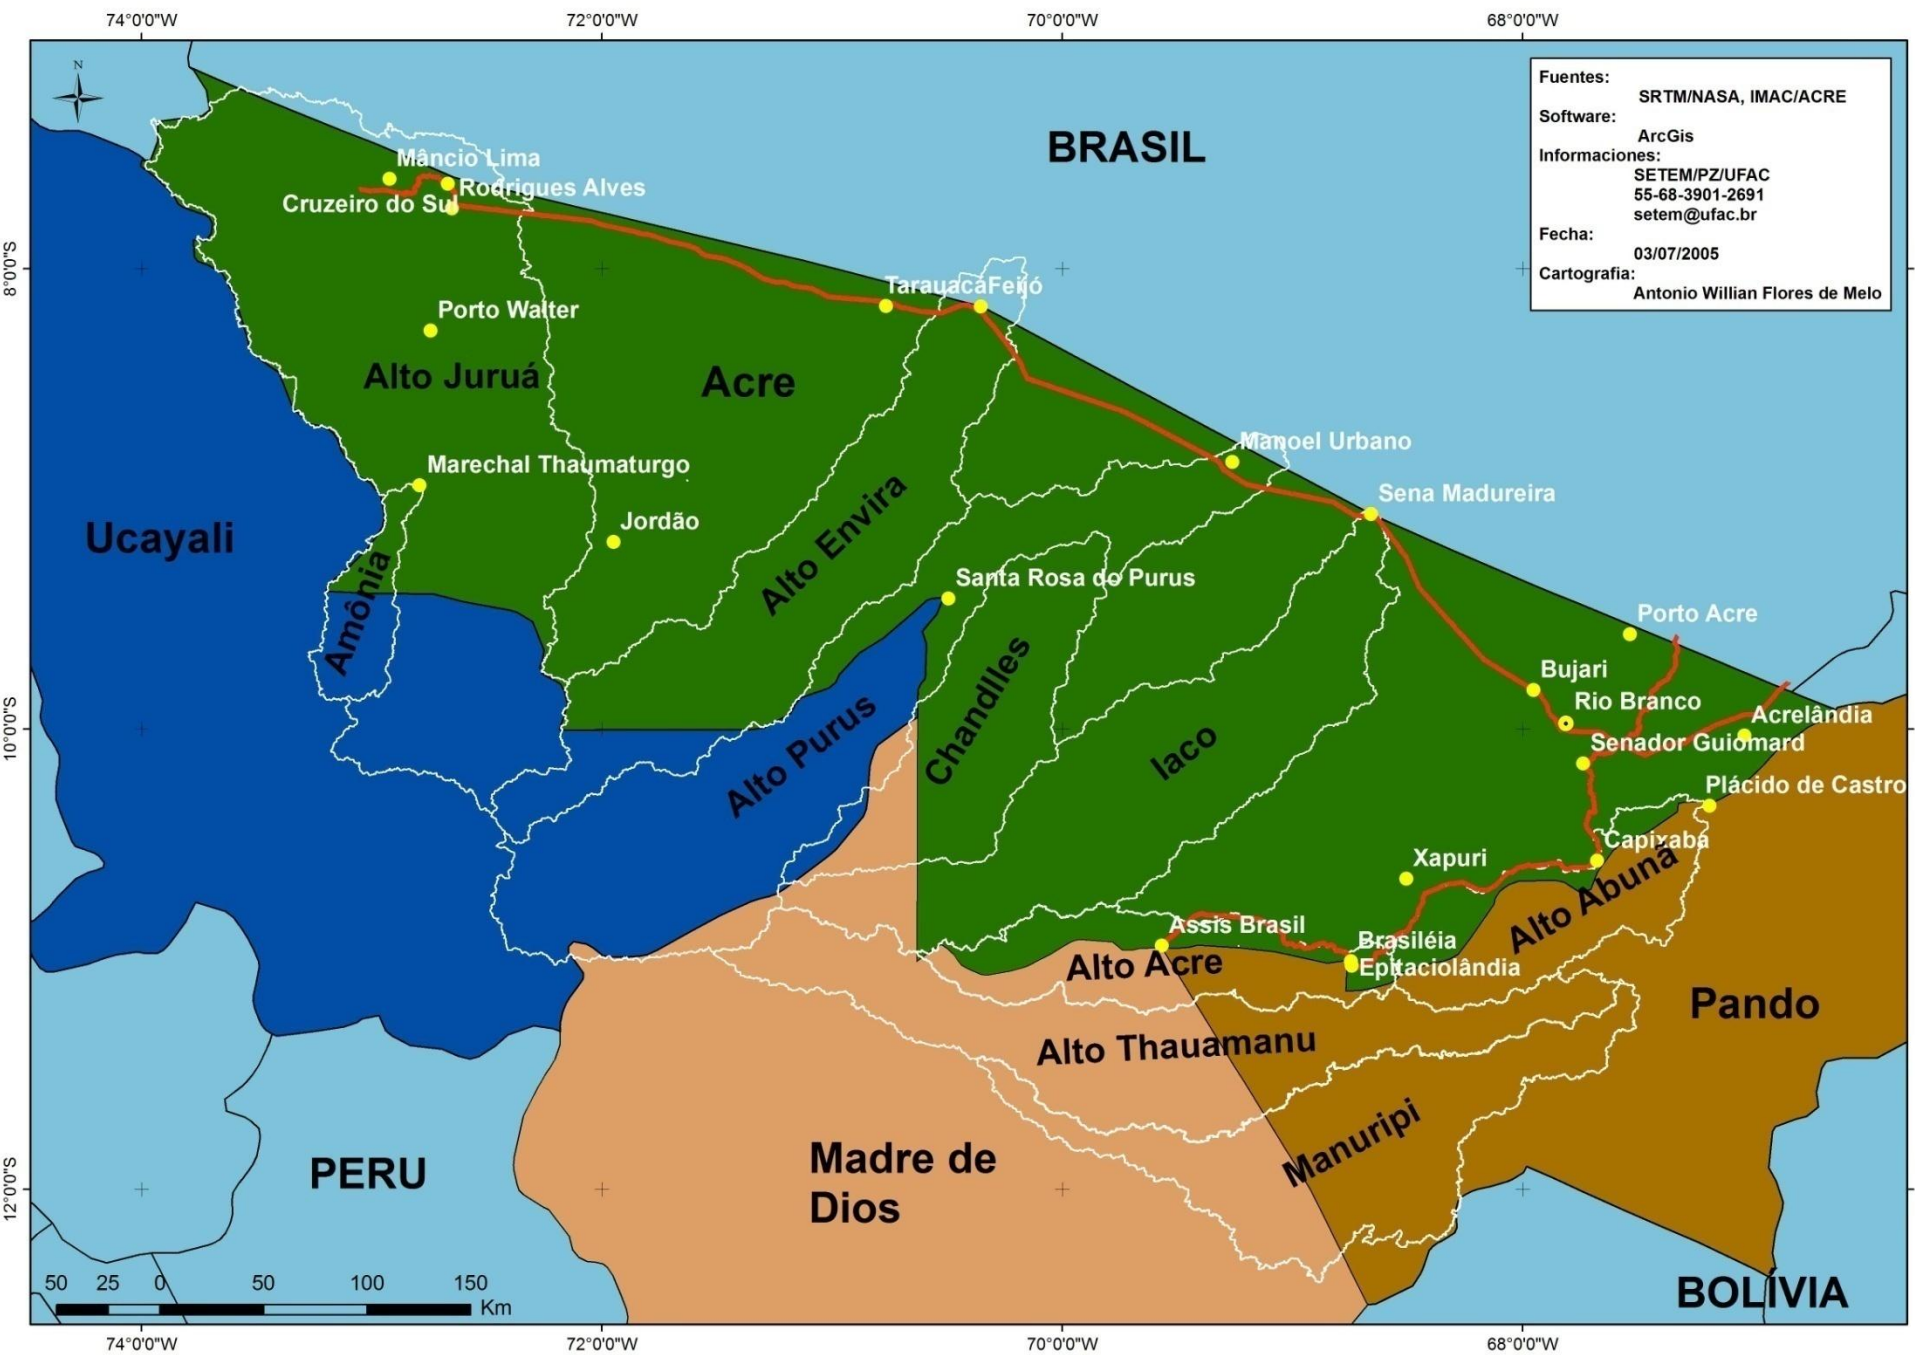 74°0'0"W
72°0'0"W
70°0'0"W
68°0'0"W
N
Fuentes:
SRTM/NASA, IMAC/ACRE
Software:
ArcGis
Informaciones:
SETEM/PZ/UFAC
55-68-3901-2691
setem@ufac.br
Fecha:
03/07/2005
Cartografia:
Antonio Willian Flores de Melo
BRASIL
Mâncio Lima
Rodrigues Alves
Cruzeiro do Sul
8°0'0"S
Tarauacá
Feijó
Porto Walter
Alto Juruá
Acre
Manoel Urbano
Marechal Thaumaturgo
Sena Madureira
Jordão
Ucayali
Alto Envira
Amônia
Santa Rosa do Purus
Porto Acre
Bujari
Rio Branco
Chandlles
Acrelândia
10°0'0"S
Senador Guiomard
Alto Purus
Iaco
Plácido de Castro
Capixaba
Xapuri
Alto Abunã
Assis Brasil
Brasiléia
Alto Acre
Epitaciolândia
Pando
Alto Thauamanu
Manuripi
PERU
Madre de
Dios
12°0'0"S
BOLÍVIA
50 25 0 50 100 150
Km
74°0'0"W
72°0'0"W
70°0'0"W
68°0'0"W